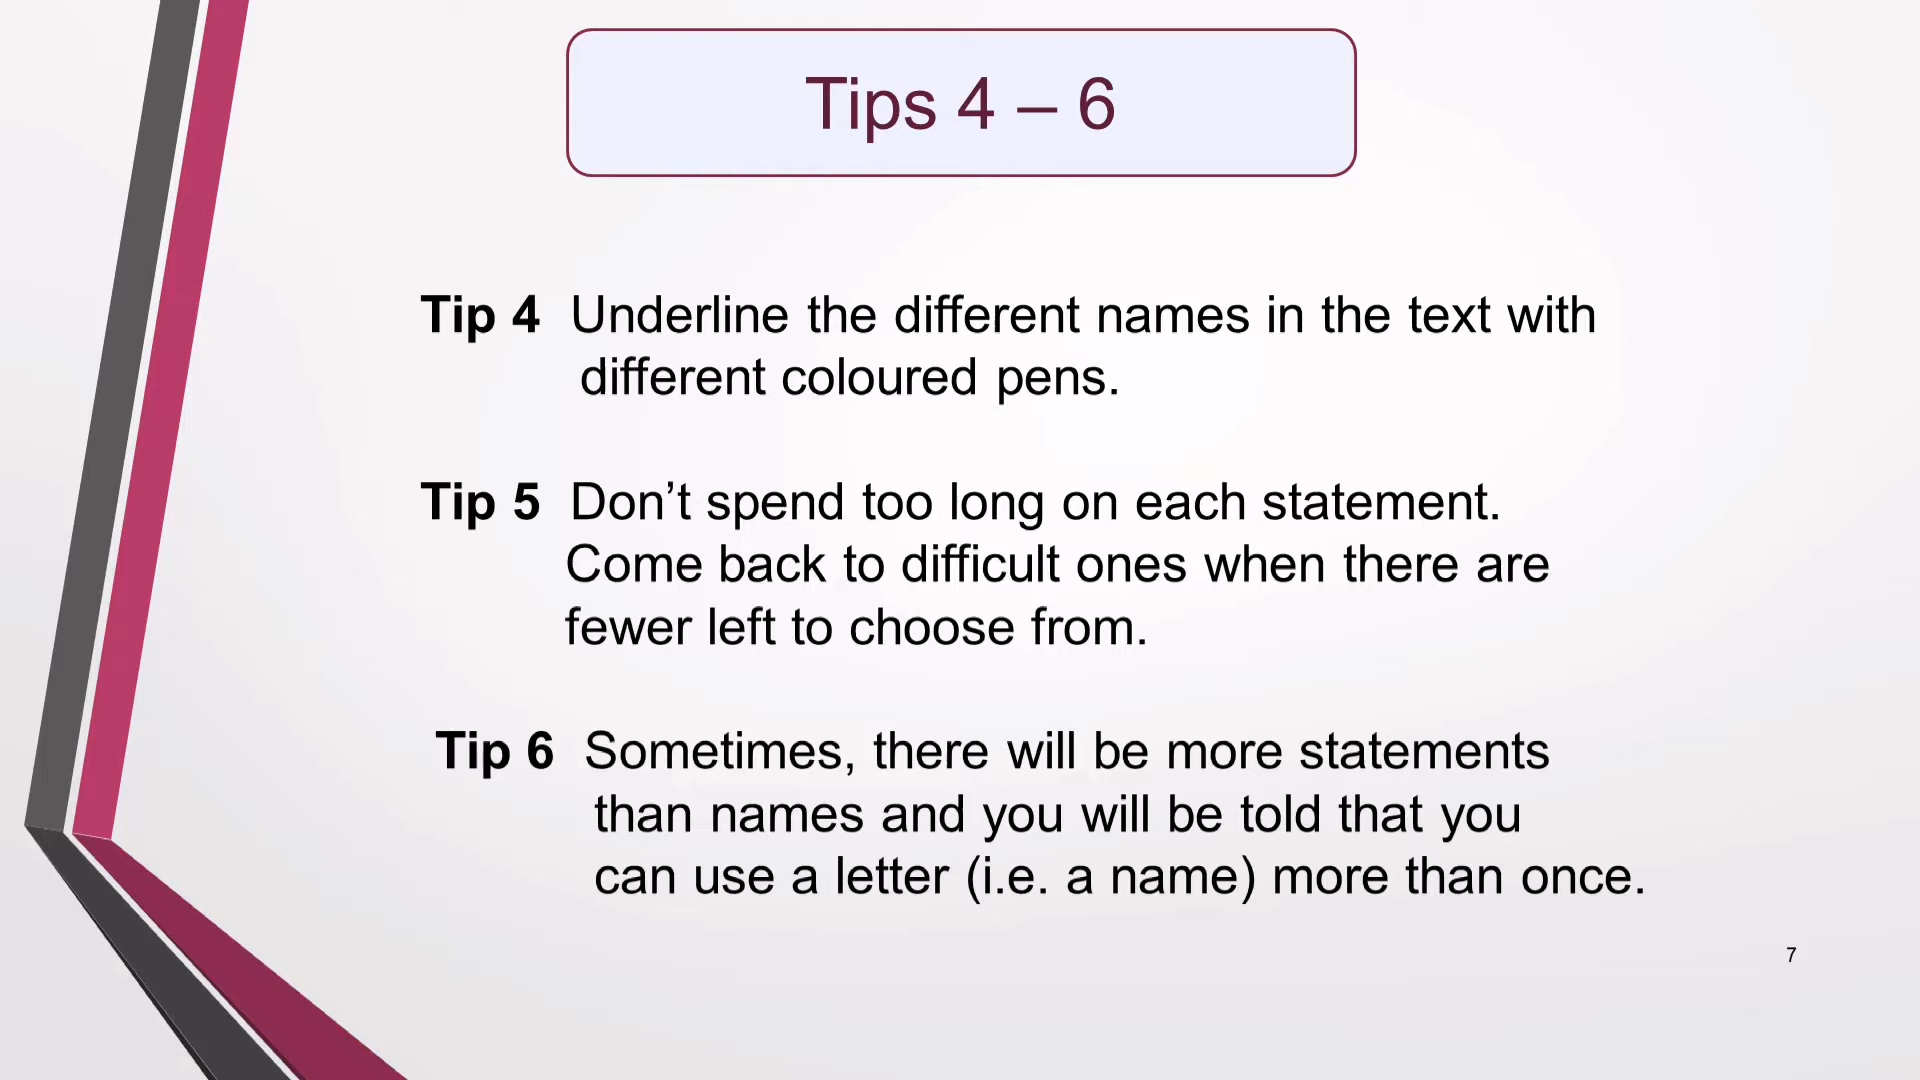 Tips 4 – 6
Tip 4 Underline the different names in the text with
different coloured pens.
Tip 5 Don’t spend too long on each statement.
Come back to difficult ones when there are
fewer left to choose from.
Tip 6 Sometimes, there will be more statements
than names and you will be told that you
can use a letter (i.e. a name) more than once.
7